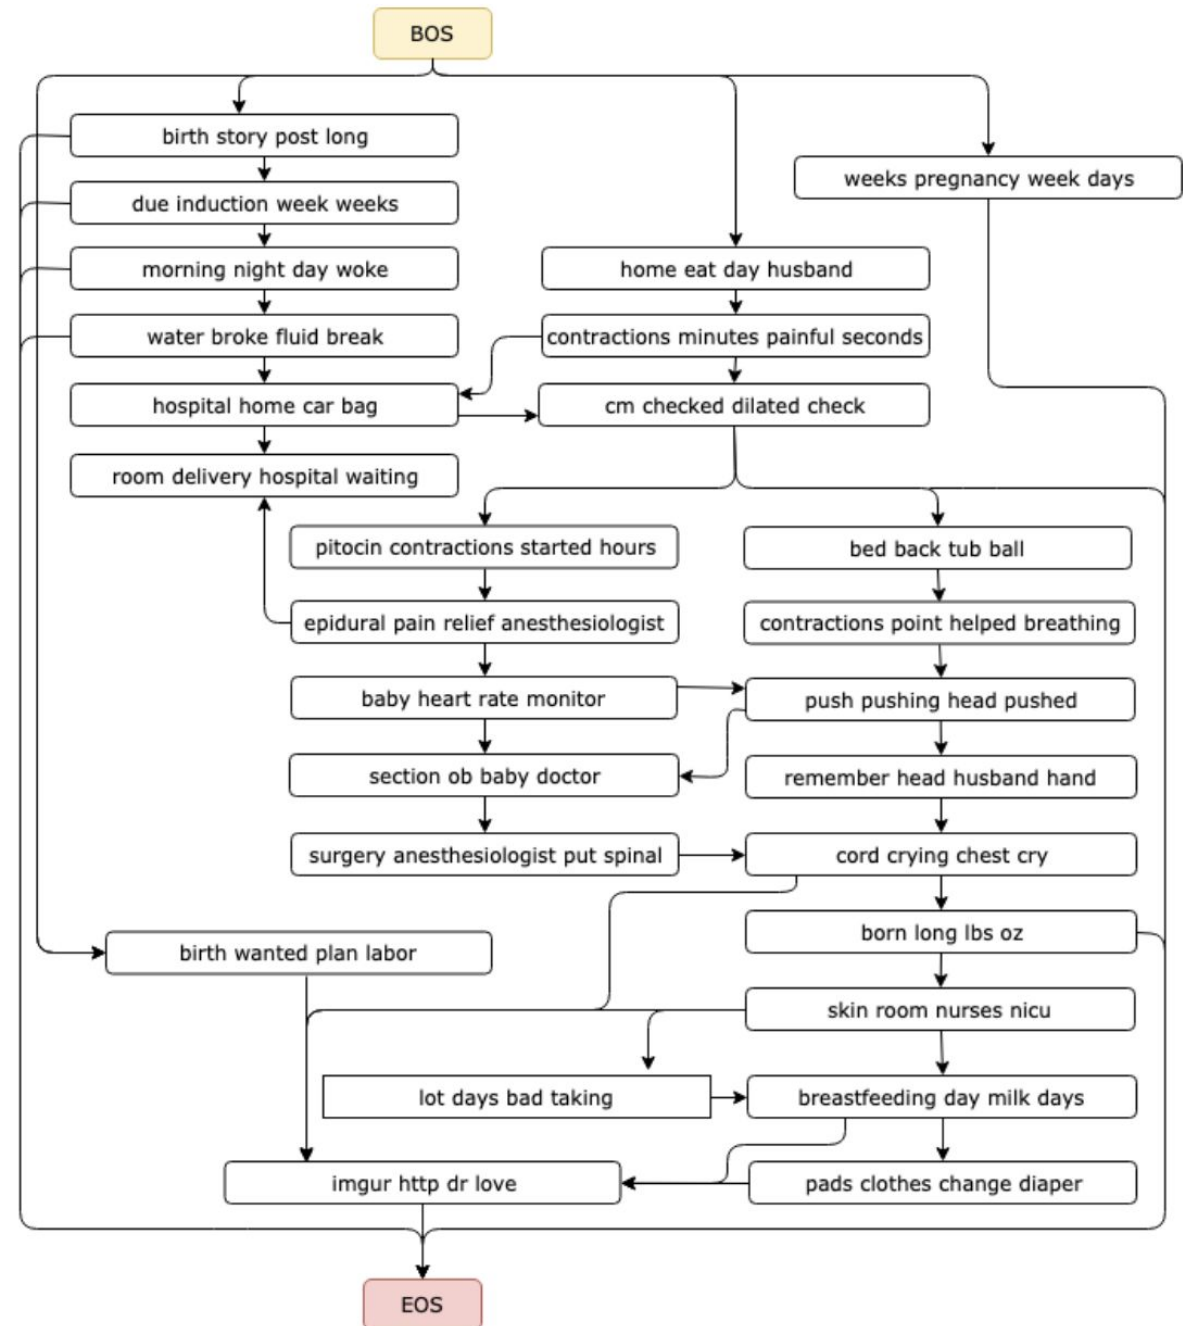 BOS
birth story post long
weeks pregnancy week days
due induction week weeks
morning night day woke
home eat day husband
water broke fluid break
contractions minutes painful seconds
hospital home car bag
cm checked dilated check
room delivery hospital waiting
pitocin contractions started hours
bed back tub ball
epidural pain relief anesthesiologist
contractions point helped breathing
baby heart rate monitor
push pushing head pushed
section ob baby doctor
remember head husband hand
surgery anesthesiologist put spinal
cord crying chest cry
born long lbs oz
birth wanted plan labor
skin room nurses nicu
lot days bad taking
breastfeeding day milk days
imgur http dr love
pads clothes change diaper
EOS